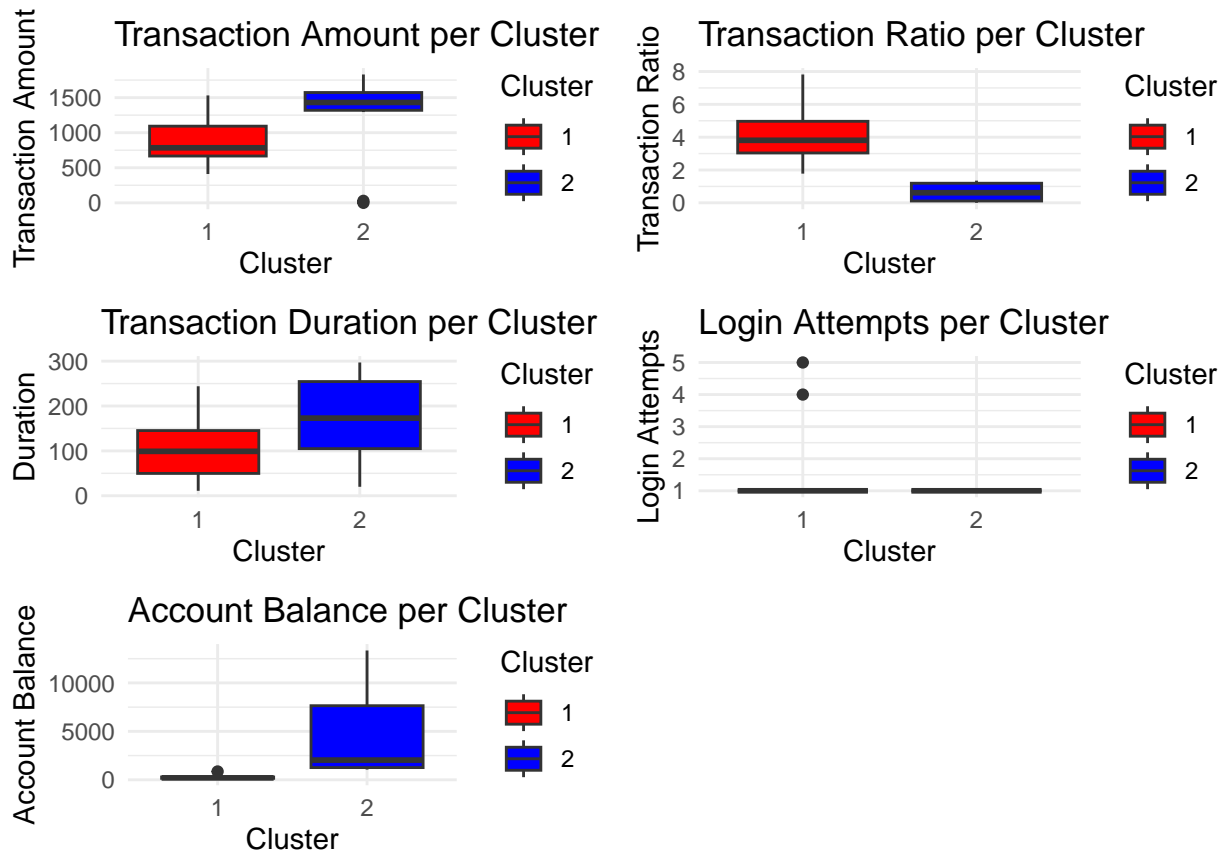 Transaction Amount per Cluster
Transaction Amount
1500
1000
500
0
1
2
Cluster
Cluster
1
2
Transaction Ratio per Cluster
Transaction Ratio
8
6
4
2
0
1
2
Cluster
Cluster
1
2
Transaction Duration per Cluster
Duration
300
200
100
0
1
2
Cluster
Cluster
1
2
Login Attempts per Cluster
Login Attempts
5
4
3
2
1
1
2
Cluster
Cluster
1
2
Account Balance per Cluster
Account Balance
10000
5000
0
1
2
Cluster
Cluster
1
2